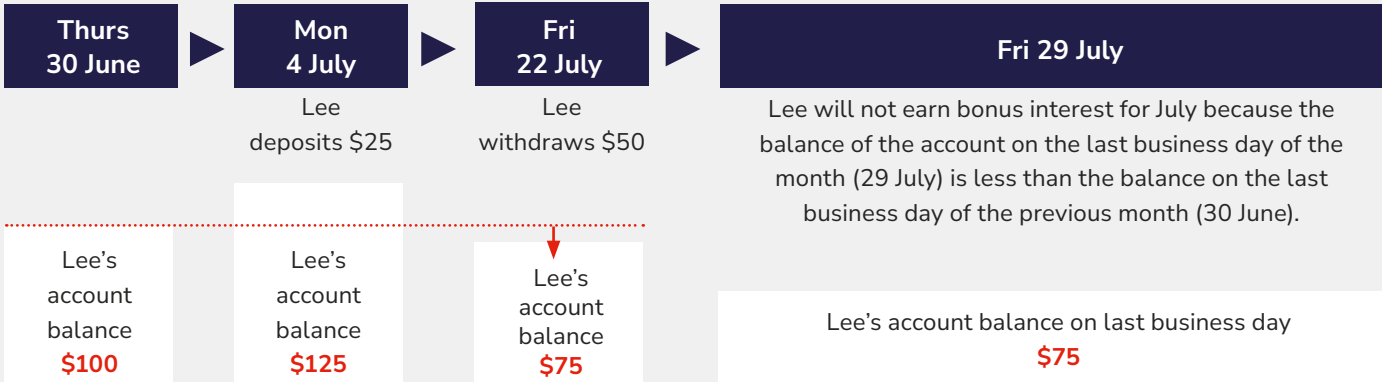 Thurs
30 June
Mon
4 July
Lee
deposits $25
Fri
22 July
Lee
withdraws $50
Fri 29 July
Lee will not earn bonus interest for July because the
balance of the account on the last business day of the
month (29 July) is less than the balance on the last
business day of the previous month (30 June).
Lee’s
account
balance
$100
Lee’s
account
balance
$125
Lee’s
account
balance
$75
Lee’s account balance on last business day
$75